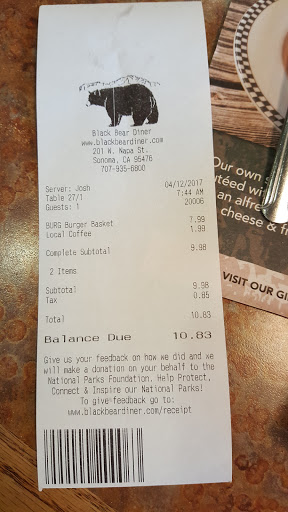 Black Bear Diner
www.blackbeardiner.com
201 W. Napa St.
Sonoma, CA 95476
707-935-6800
Server: Josh 04/12/2017
Table 27/1 7:44 AM
Guests: 1 20006
BURG Burger Basket 7.99
Local Coffee 1.99
Complete Subtotal 9.98
2 Items
Subtotal 9.98
Tax 0.85
Total 10.83
Balance Due 10.83
Give us your feedback on how we did and we
will make a donation on your behalf to the
National Parks Foundation. Help Protect,
Connect & Inspire our National Parks!
To give feedback go to:
www.blackbeardiner.com/receipt
Our own
with
an alfre
cheese & f
VISIT OUR GI